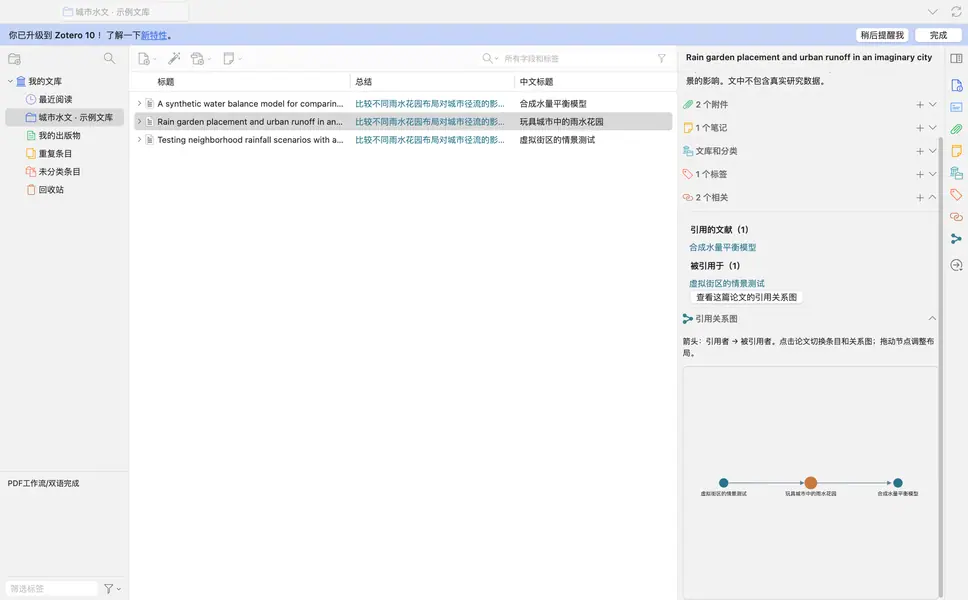 城市水文 · 示例文库
你已升级到 Zotero 10！ 了解一下新特性。
稍后提醒我
完成
我的文库
最近阅读
城市水文 · 示例文库
我的出版物
重复条目
未分类条目
回收站
PDF工作流/双语完成
筛选标签
所有字段和标签
标题 总结 中文标题
A synthetic water balance model for comparin... 比较不同雨水花园布局对城市径流的影... 合成水量平衡模型
Rain garden placement and urban runoff in an... 比较不同雨水花园布局对城市径流的影... 玩具城市中的雨水花园
Testing neighborhood rainfall scenarios with a... 比较不同雨水花园布局对城市径流的影... 虚拟街区的情景测试
Rain garden placement and urban runoff in an imaginary city
景的影响。文中不包含真实研究数据。
2 个附件
1 个笔记
文库和分类
1 个标签
2 个相关
引用的文献（1）
合成水量平衡模型
被引用于（1）
虚拟街区的情景测试
查看这篇论文的引用关系图
引用关系图
箭头：引用者 → 被引用者。点击论文切换条目和关系图；拖动节点调整布
局。
虚拟街区的情景测试 玩具城市中的雨水花园 合成水量平衡模型